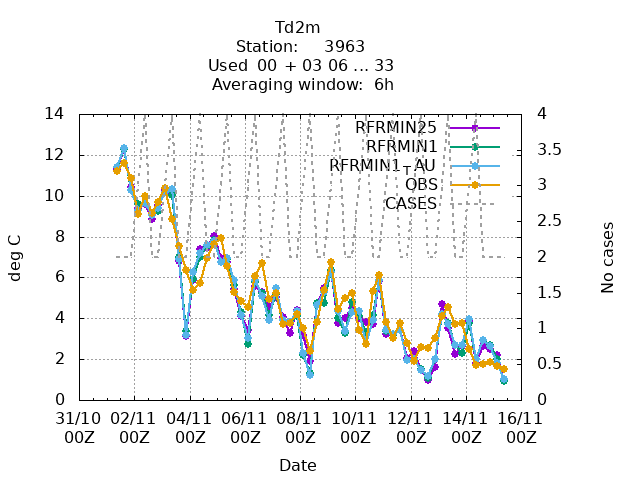 Td2m
Station: 3963
Used 00 + 03 06 ... 33
Averaging window: 6h
14
12
10
8
6
4
2
0
deg C
4
3.5
3
2.5
2
1.5
1
0.5
0
No cases
RFRMIN25
RFRMIN1
RFRMIN1_AU
OBS
CASES
31/10 02/11 04/11 06/11 08/11 10/11 12/11 14/11 16/11
00Z 00Z 00Z 00Z 00Z 00Z 00Z 00Z 00Z
Date